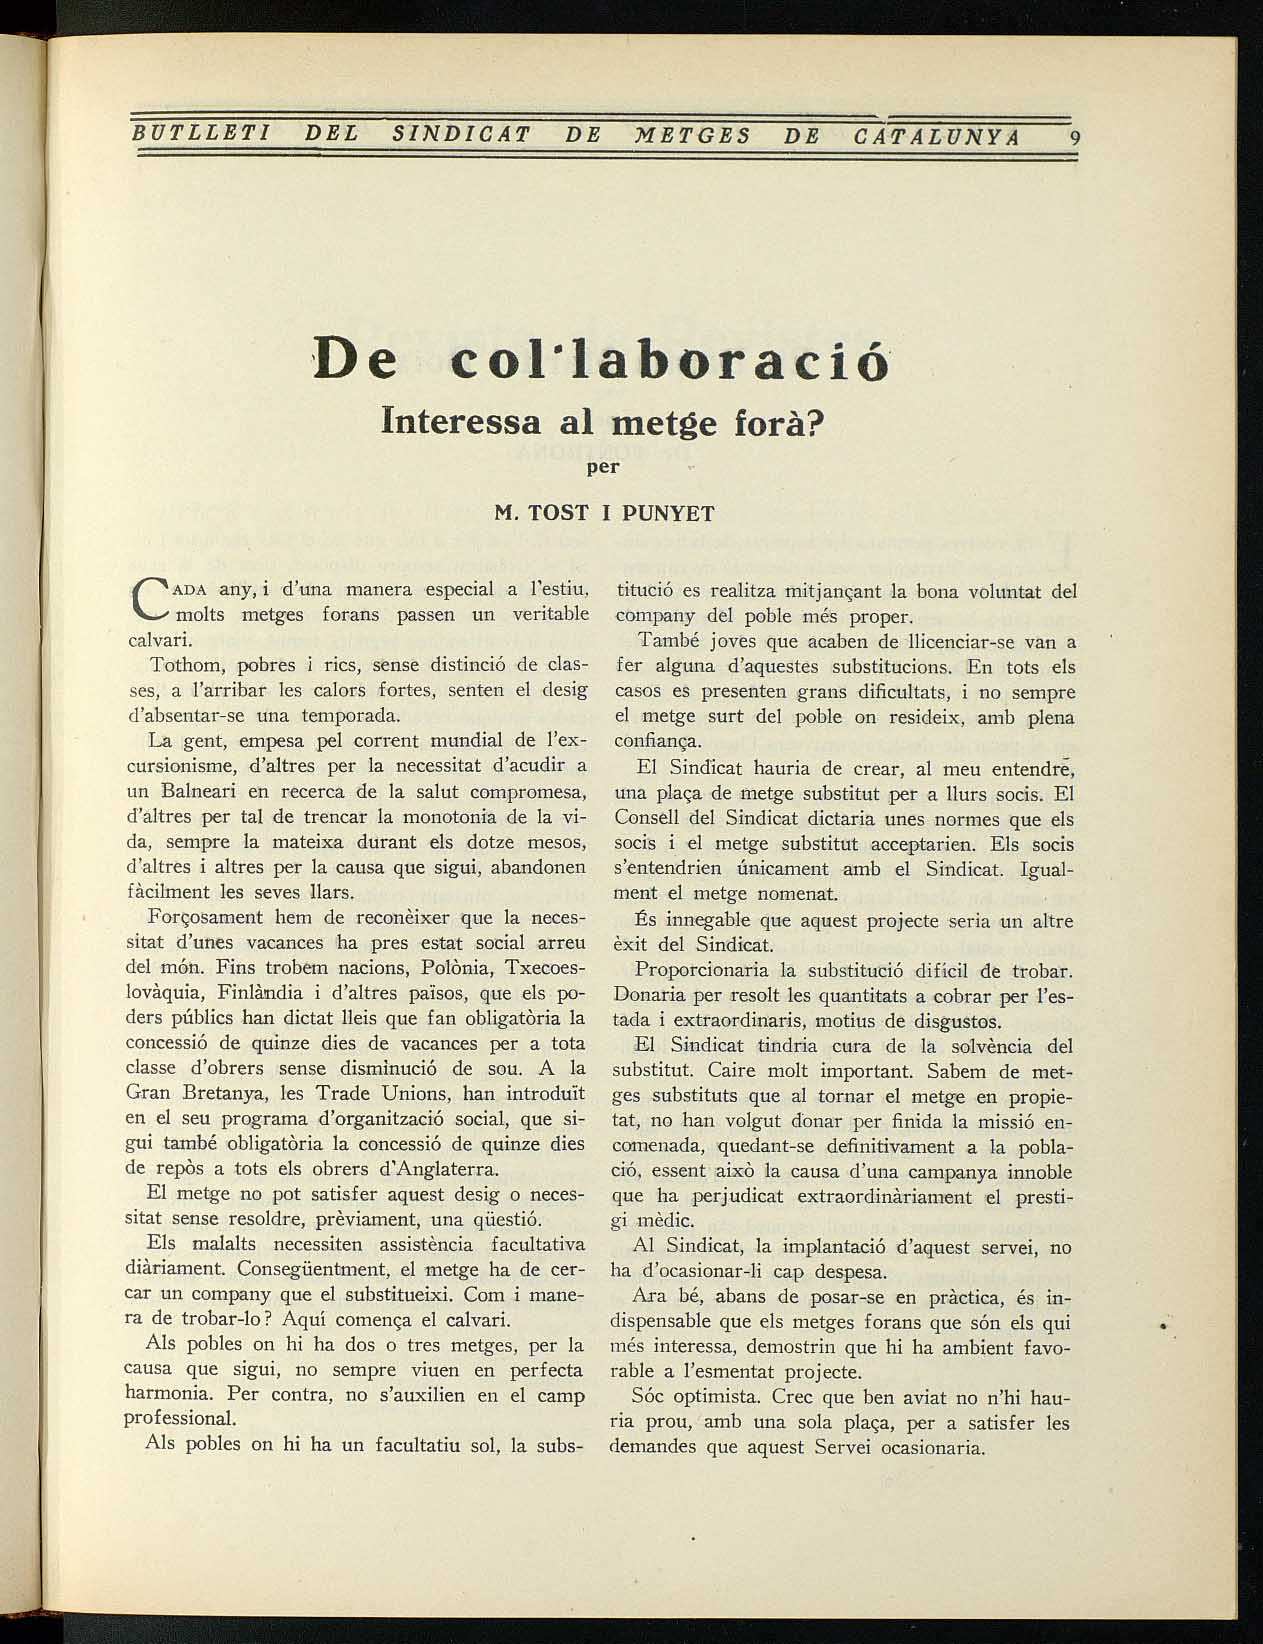 BUTLLETI DEL SINDICAT DE METGES DE CATALUNYA 9
De col·laboració
Interessa al metge forà?
per
M. TOST I PUNYET
CADA any, i d'una manera especial a l'estiu,
molts metges forans passen un veritable
calvari.
Tothom, pobres i rics, sense distinció de clas-
ses, a l'arribar les calors fortes, senten el desig
d'absentar-se una temporada.
La gent, empesa pel corrent mundial de l'ex-
cursionisme, d'altres per la necessitat d'acudir a
un Balneari en recerca de la salut compromesa,
d'altres per tal de trencar la monotonia de la vi-
da, sempre la mateixa durant els dotze mesos,
d'altres i altres per la causa que sigui, abandonen
fàcilment les seves llars.
Forçosament hem de reconèixer que la neces-
sitat d'unes vacances ha pres estat social arreu
del món. Fins trobem nacions, Polònia, Txecoes-
lovàquia, Finlàndia i d'altres països, que els po-
ders públics han dictat lleis que fan obligatòria la
concessió de quinze dies de vacances per a tota
classe d'obrers sense disminució de sou. A la
Gran Bretanya, les Trade Unions, han introduït
en el seu programa d'organització social, que si-
gui també obligatòria la concessió de quinze dies
de repòs a tots els obrers d'Anglaterra.
El metge no pot satisfer aquest desig o neces-
sitat sense resoldre, prèviament, una qüestió.
Els malalts necessiten assistència facultativa
diàriament. Consegüentment, el metge ha de cer-
car un company que el substitueixi. Com i mane-
ra de trobar-lo? Aquí comença el calvari.
Als pobles on hi ha dos o tres metges, per la
causa que sigui, no sempre viuen en perfecta
harmonia. Per contra, no s'auxilien en el camp
professional.
Als pobles on hi ha un facultatiu sol, la subs-
titució es realitza mitjançant la bona voluntat del
company del poble més proper.
També joves que acaben de llicenciar-se van a
fer alguna d'aquestes substitucions. En tots els
casos es presenten grans dificultats, i no sempre
el metge surt del poble on resideix, amb plena
confiança.
El Sindicat hauria de crear, al meu entendre,
una plaça de metge substitut per a llurs socis. El
Consell del Sindicat dictaria unes normes que els
socis i el metge substitut acceptarien. Els socis
s'entendrien únicament amb el Sindicat. Igual-
ment el metge nomenat.
És innegable que aquest projecte seria un altre
èxit del Sindicat.
Proporcionaria la substitució difícil de trobar.
Donaria per resolt les quantitats a cobrar per l'es-
tada i extraordinaris, motius de disgustos.
El Sindicat tindria cura de la solvència del
substitut. Caire molt important. Sabem de met-
ges substituts que al tornar el metge en propie-
tat, no han volgut donar per finida la missió en-
comenada, quedant-se definitivament a la pobla-
ció, essent això la causa d'una campanya innoble
que ha perjudicat extraordinàriament el presti-
gi mèdic.
Al Sindicat, la implantació d'aquest servei, no
ha d'ocasionar-li cap despesa.
Ara bé, abans de posar-se en pràctica, és in-
dispensable que els metges forans que són els qui
més interessa, demostrin que hi ha ambient favo-
rable a l'esmentat projecte.
Sóc optimista. Crec que ben aviat no n'hi hau-
ria prou, amb una sola plaça, per a satisfer les
demandes que aquest Servei ocasionaria.